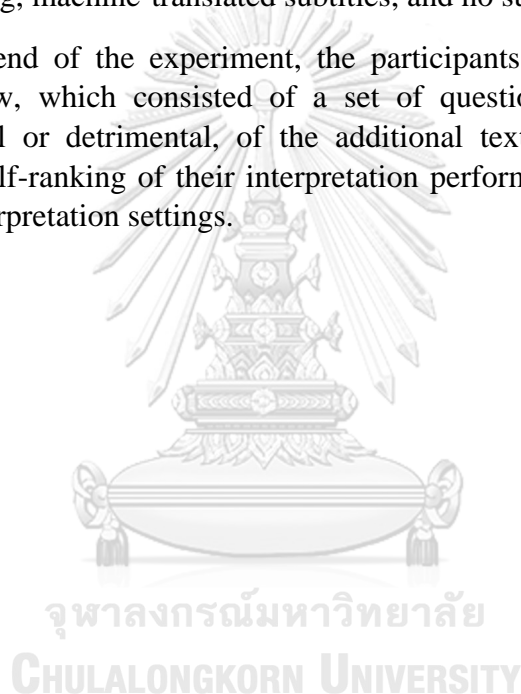 machine-translated subtitles, and no su
end of the experiment, the participants
w, which consisted of a set of questio
l or detrimental, of the additional tex
lf-ranking of their interpretation perform
rpretation settings.
จุฬาลงกรณ์มหาวิทยาลัย
CHULALONGKORN UNIVERSITY